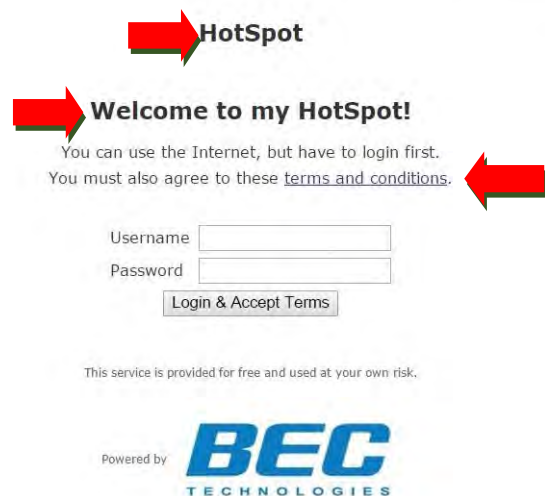 HotSpot
Welcome to my HotSpot!
You can use the Internet, but have to login first.
You must also agree to these terms and conditions.
Username
Password
Login & Accept Terms
This service is provided for free and used at your own risk.
Powered by BEC
TECHNOLOGIES